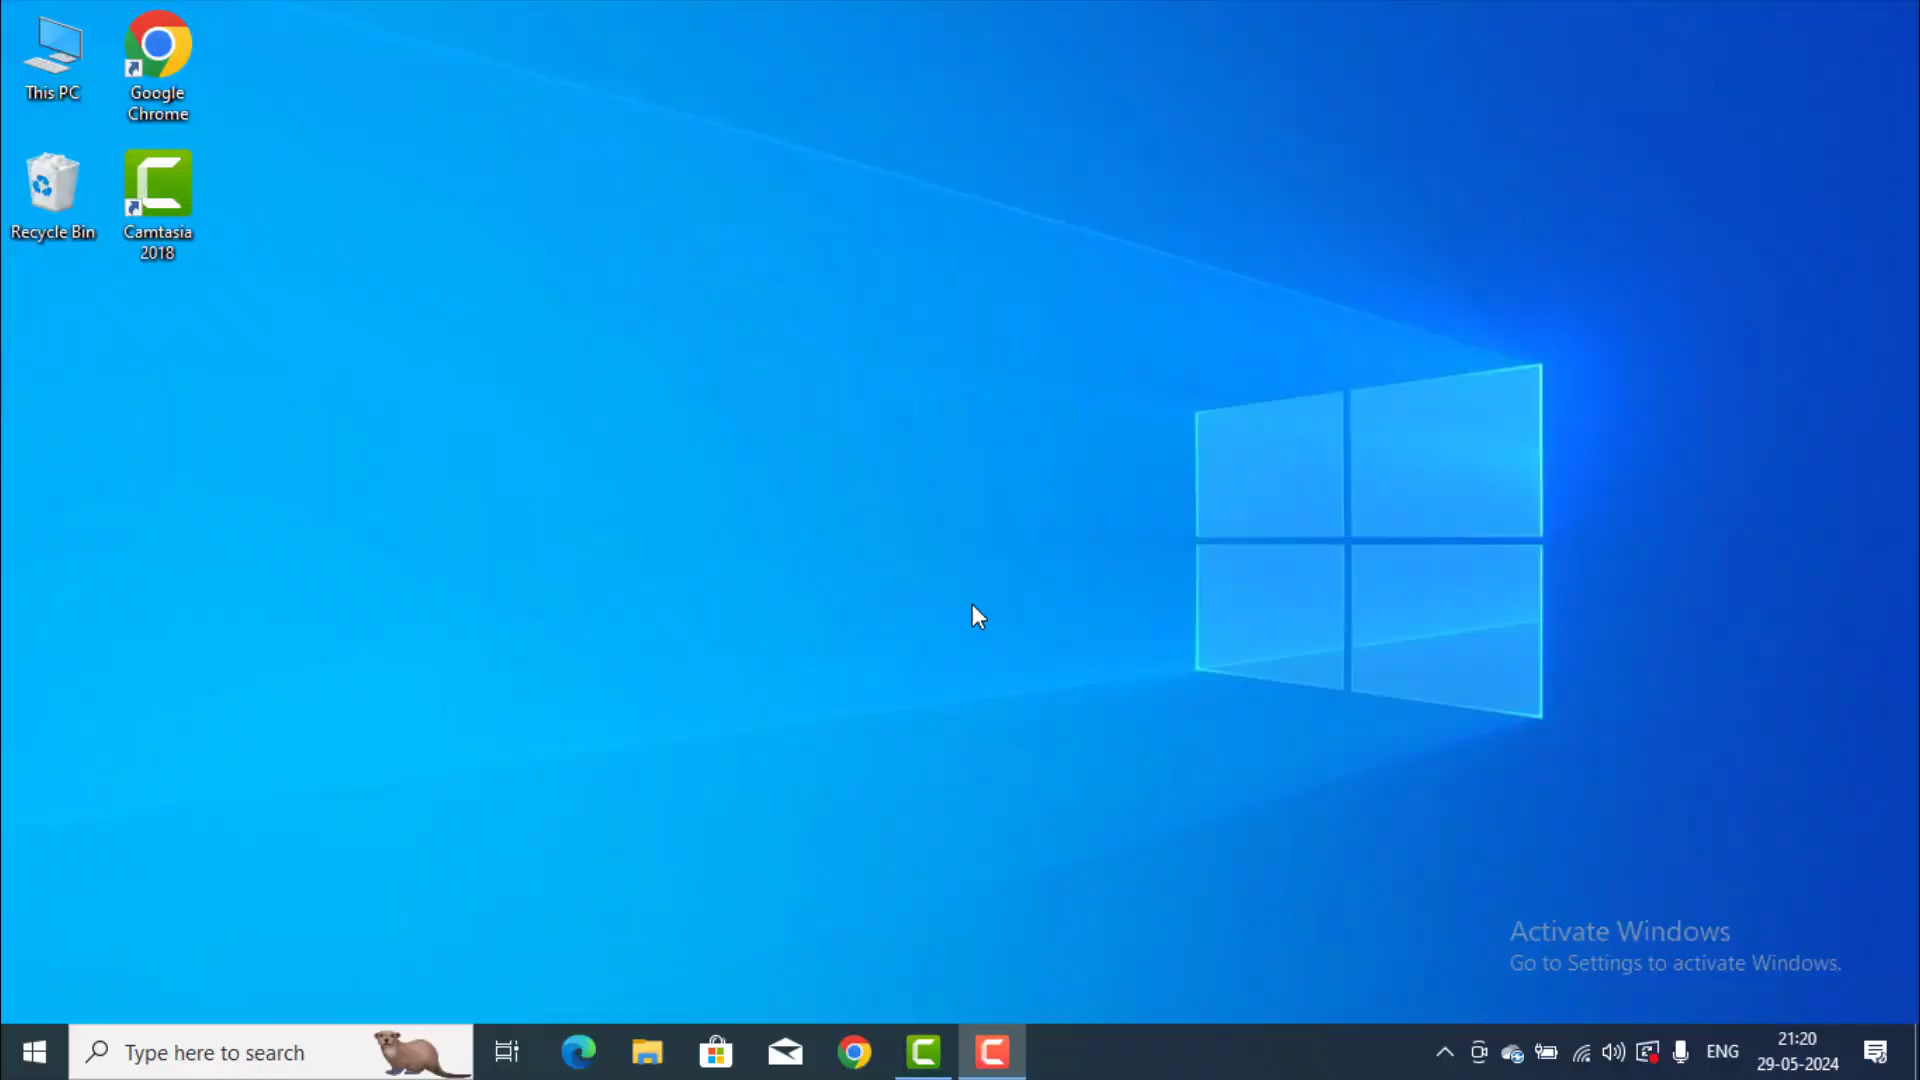 This PC
Google
Chrome
Recycle Bin
Camtasia
2018
Activate Windows
Go to Settings to activate Windows.
Type here to search
ENG
21:20
29-05-2024